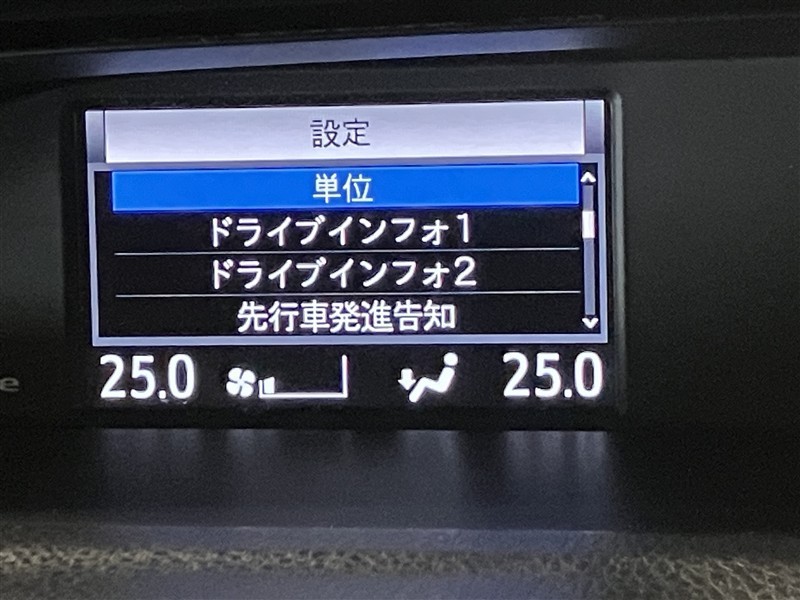 設定
単位
ドライブインフォ1
ドライブインフォ2
先行車発進告知
25.0 25.0
e